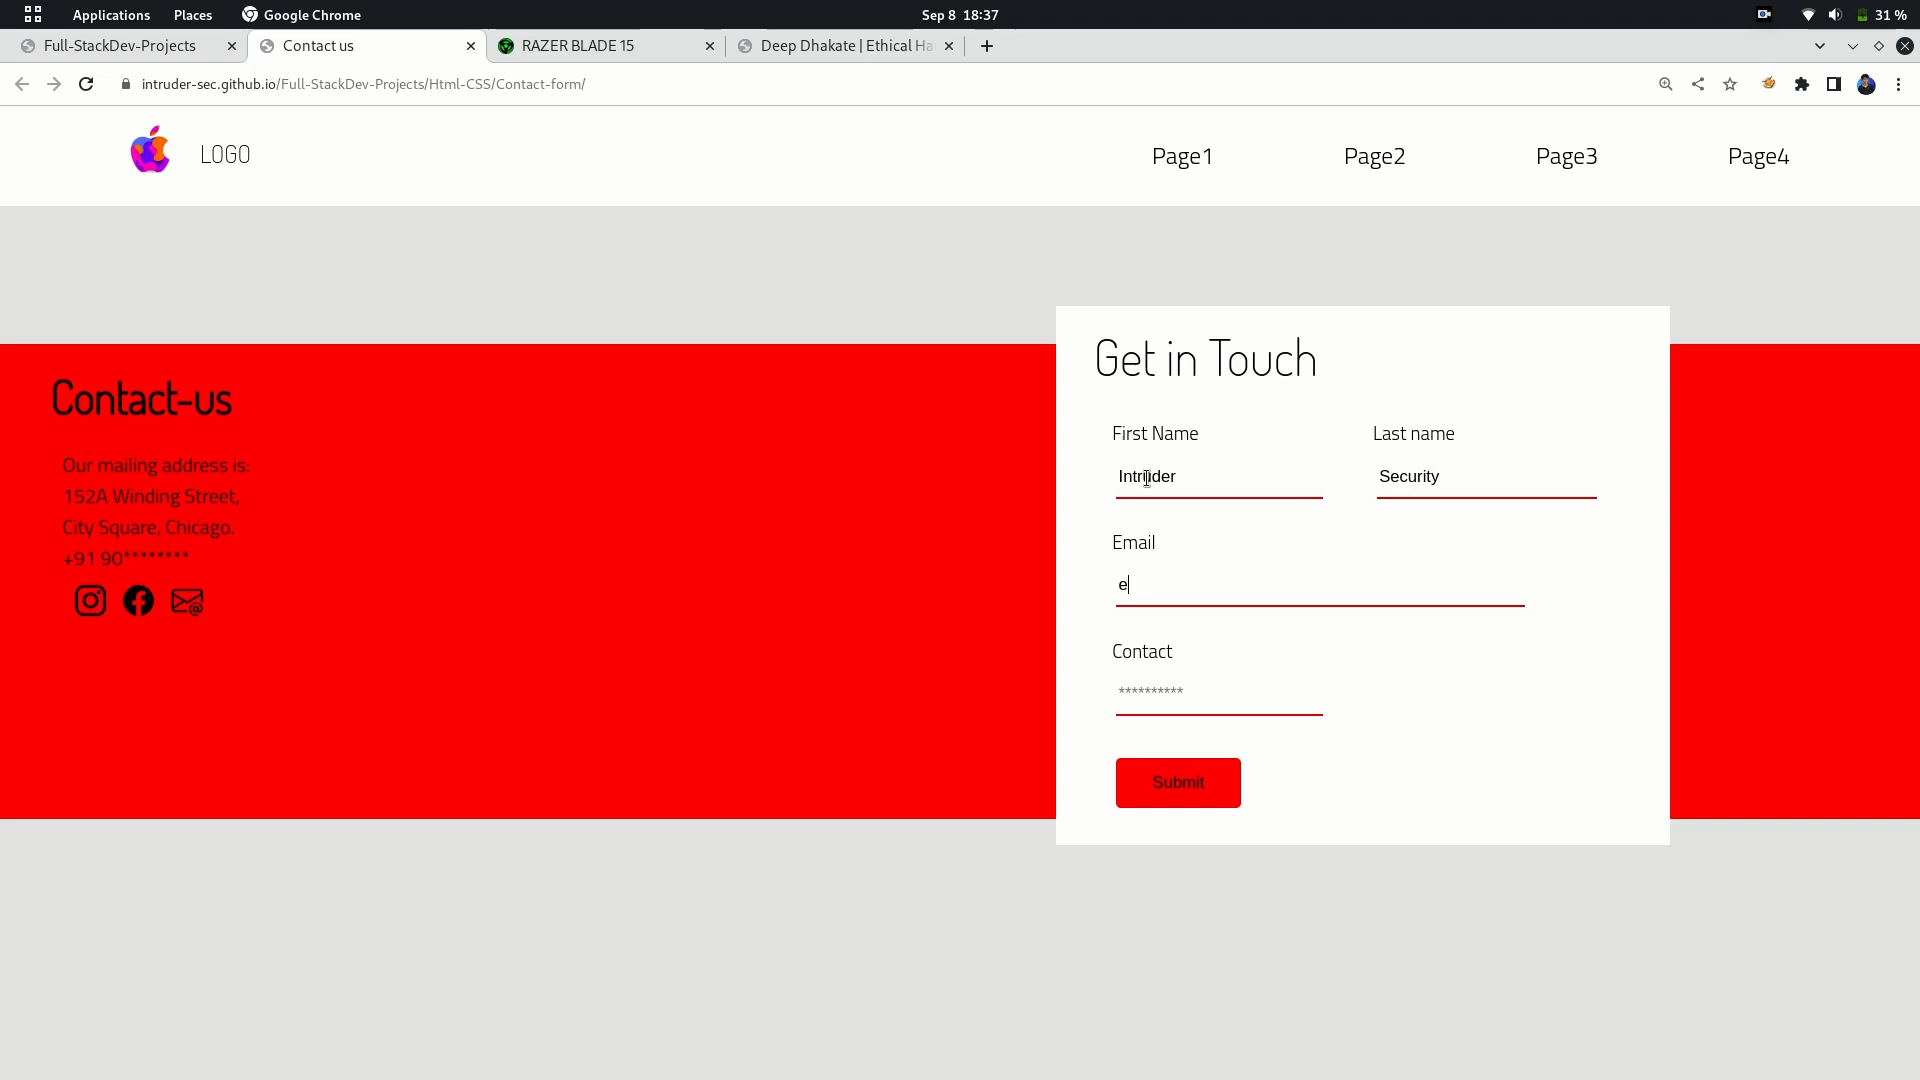 Applications Places Google Chrome Sep 8 18:37 31 %
Full-StackDev-Projects Contact us RAZER BLADE 15 Deep Dhakate | Ethical Ha
intruder-sec.github.io/Full-StackDev-Projects/Html-CSS/Contact-form/
LOGO Page1 Page2 Page3 Page4
Contact-us
Our mailing address is:
152A Winding Street,
City Square, Chicago.
+91 90********
Get in Touch
First Name Last name
Intruder Security
Email
e
Contact
**********
Submit